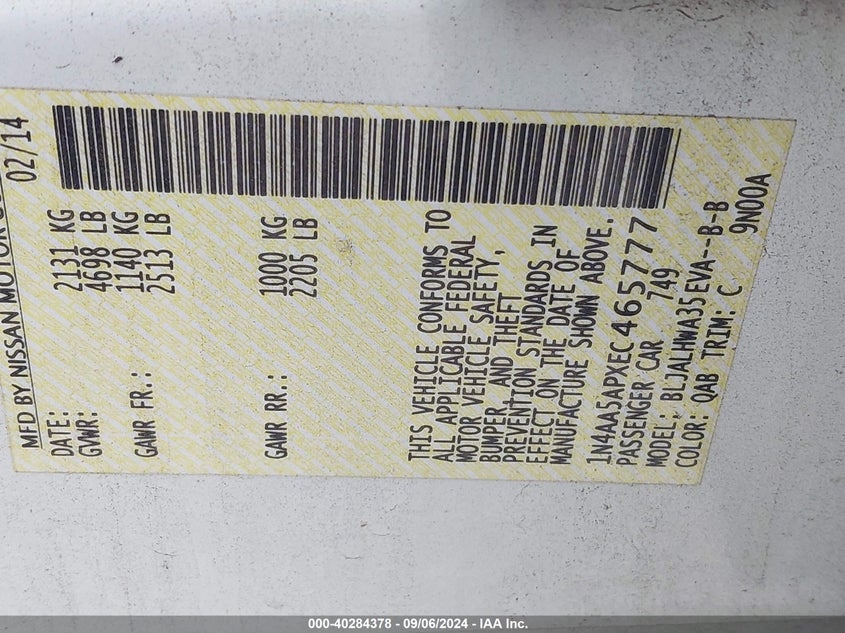 MFD BY NISSAN MOTOR
DATE: 02/14
GVWR: 2131 KG
4698 LB
GAWR FR.: 1140 KG
2513 LB
GAWR RR.: 1000 KG
2205 LB
THIS VEHICLE CONFORMS TO
ALL APPLICABLE FEDERAL
MOTOR VEHICLE SAFETY,
BUMPER, AND THEFT
PREVENTION STANDARDS IN
EFFECT ON THE DATE OF
MANUFACTURE SHOWN ABOVE.
1N4AA5APXEC465777
PASSENGER CAR 749
MODEL: BLJALHWA35EVA--B-B
COLOR: QAB TRIM: C 9N00A
000-40284378 - 09/06/2024 - IAA Inc.